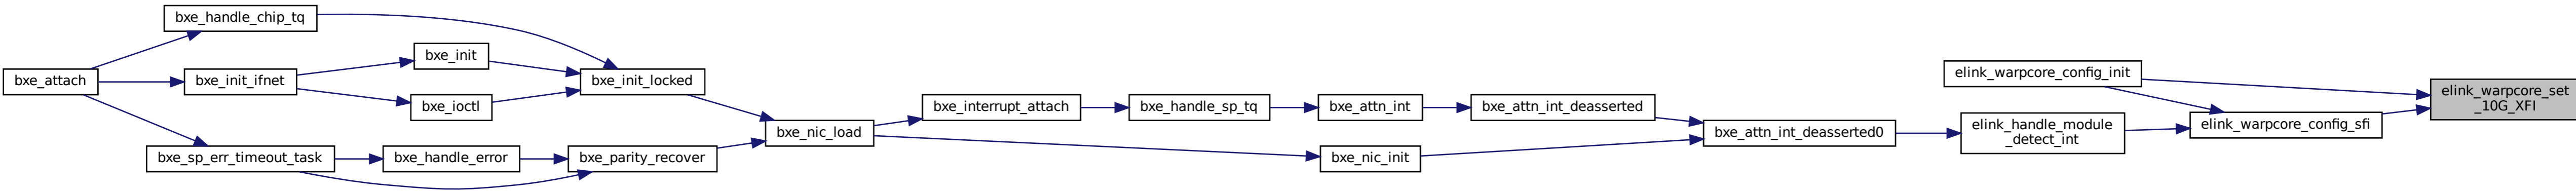 bxe_attach
bxe_handle_chip_tq
bxe_init_ifnet
bxe_sp_err_timeout_task
bxe_init
bxe_ioctl
bxe_handle_error
bxe_init_locked
bxe_parity_recover
bxe_nic_load
bxe_interrupt_attach
bxe_handle_sp_tq
bxe_attn_int
bxe_nic_init
bxe_attn_int_deasserted
bxe_attn_int_deasserted0
elink_warpcore_config_init
elink_handle_module
_detect_int
elink_warpcore_config_sfi
elink_warpcore_set
_10G_XFI